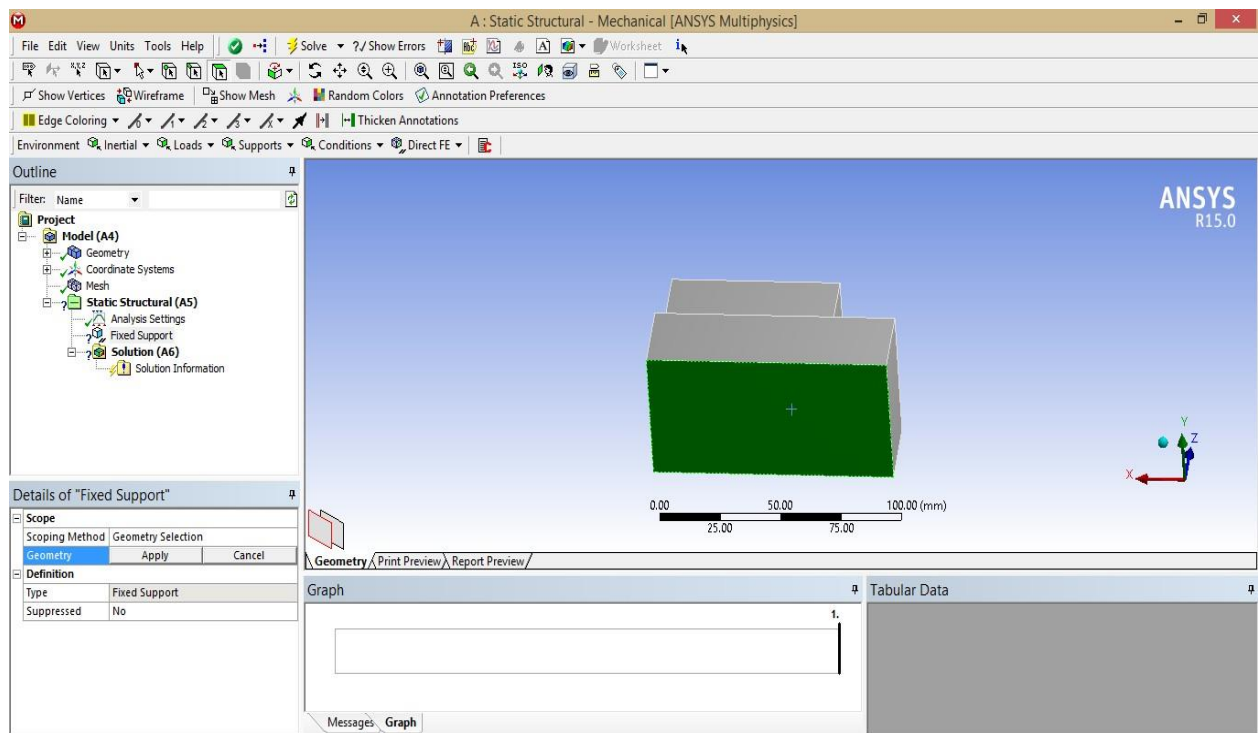 A : Static Structural - Mechanical [ANSYS Multiphysics]
File Edit View Units Tools Help Solve ?/ Show Errors Worksheet
Show Vertices Wireframe Show Mesh Random Colors Annotation Preferences
Edge Coloring Thicken Annotations
Environment Inertial Loads Supports Conditions Direct FE
Outline
Filter: Name
Project
Model (A4)
Geometry
Coordinate Systems
Mesh
Static Structural (A5)
Analysis Settings
Fixed Support
Solution (A6)
Solution Information
Details of "Fixed Support"
Scope
Scoping Method Geometry Selection
Geometry Apply Cancel
Definition
Type Fixed Support
Suppressed No
ANSYS
R15.0
Y
Z
X
0.00 50.00 100.00 (mm)
25.00 75.00
Geometry Print Preview Report Preview
Graph
1.
Messages Graph
Tabular Data